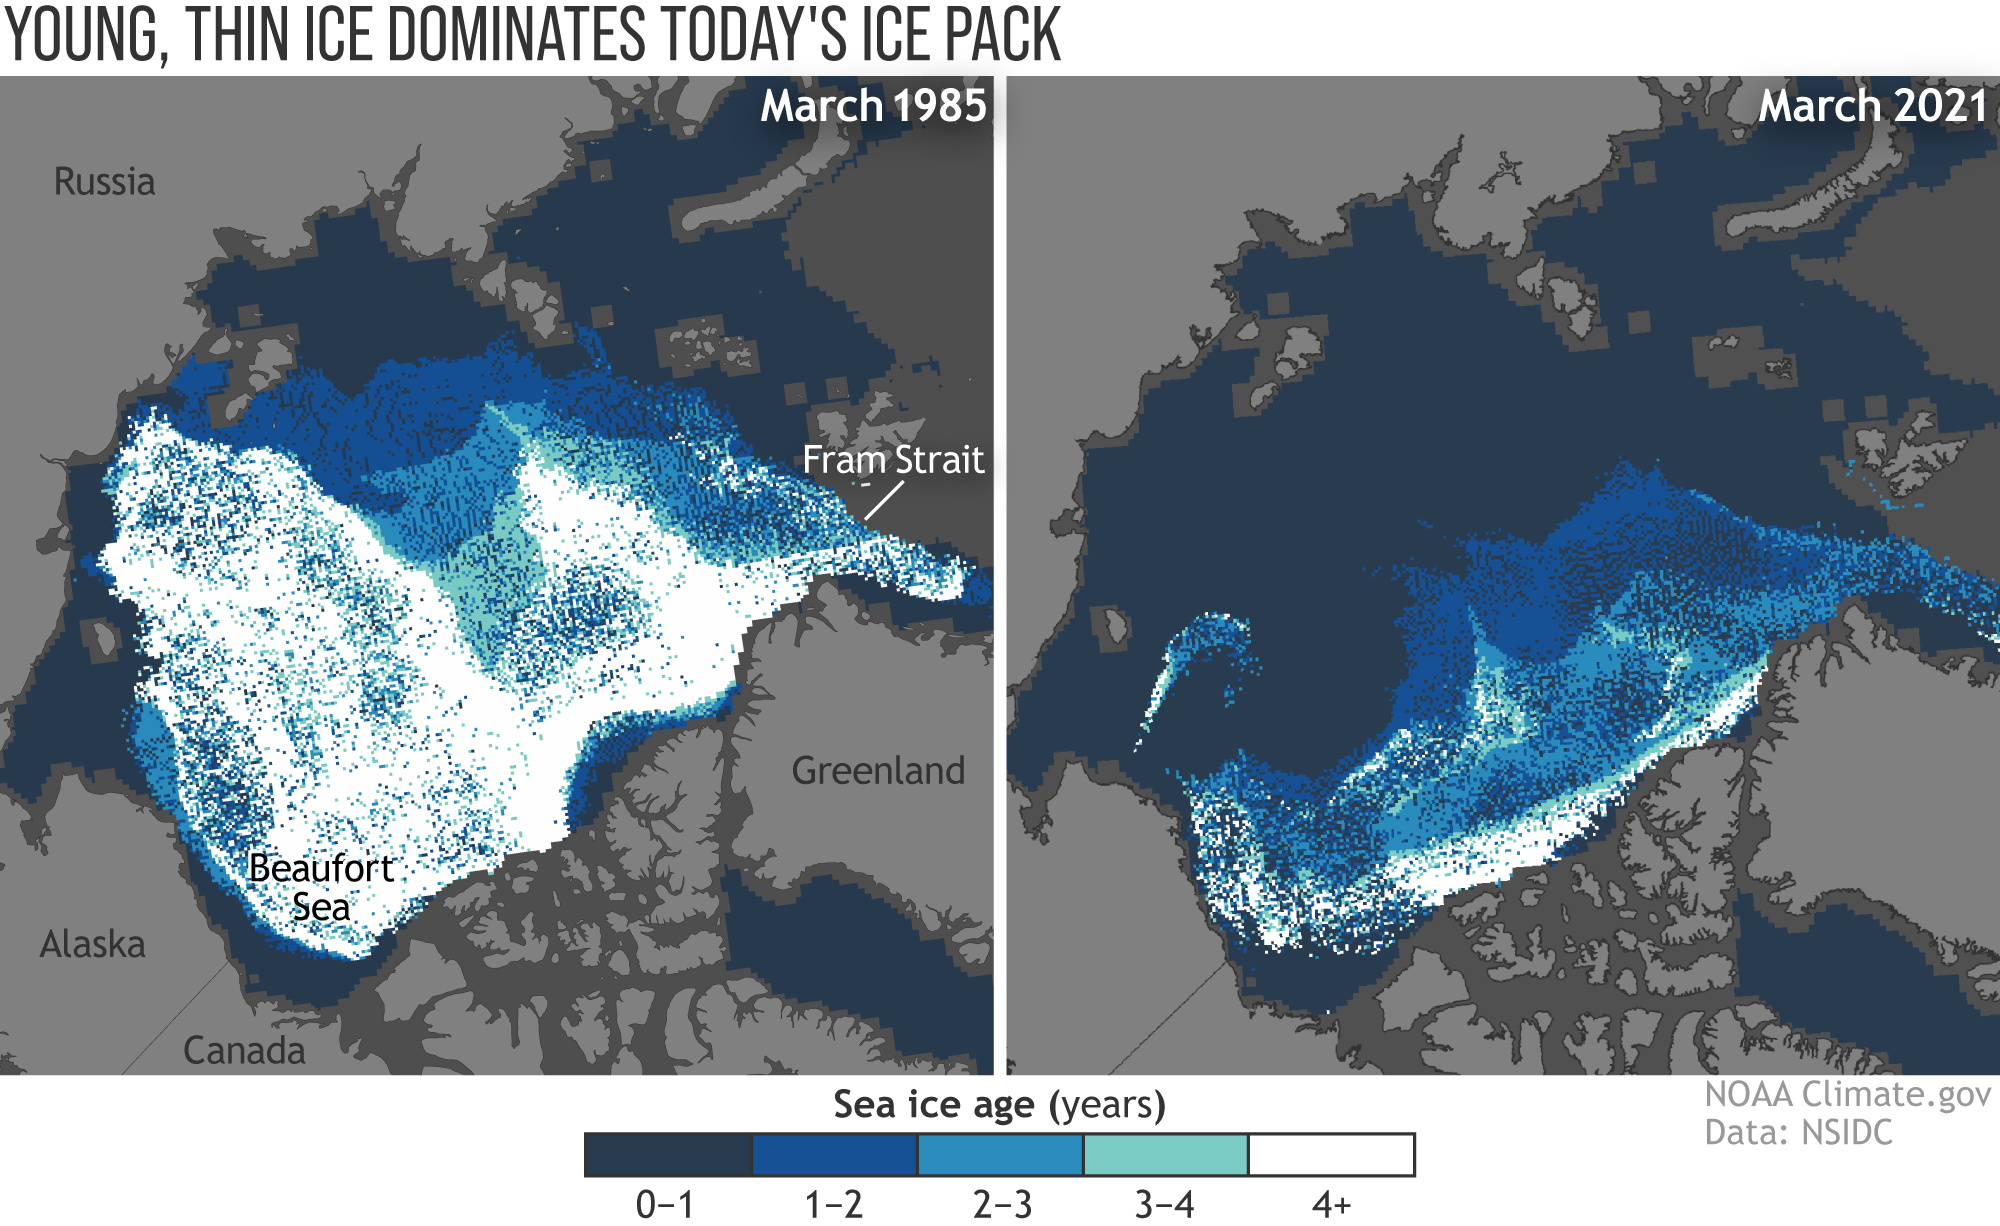 YOUNG, THIN ICE DOMINATES TODAY'S ICE PACK
March 1985
March 2021
Russia
Fram Strait
Greenland
Beaufort
Sea
Alaska
Canada
Sea ice age (years)
0–1
1–2
2–3
3–4
4+
NOAA Climate.gov
Data: NSIDC